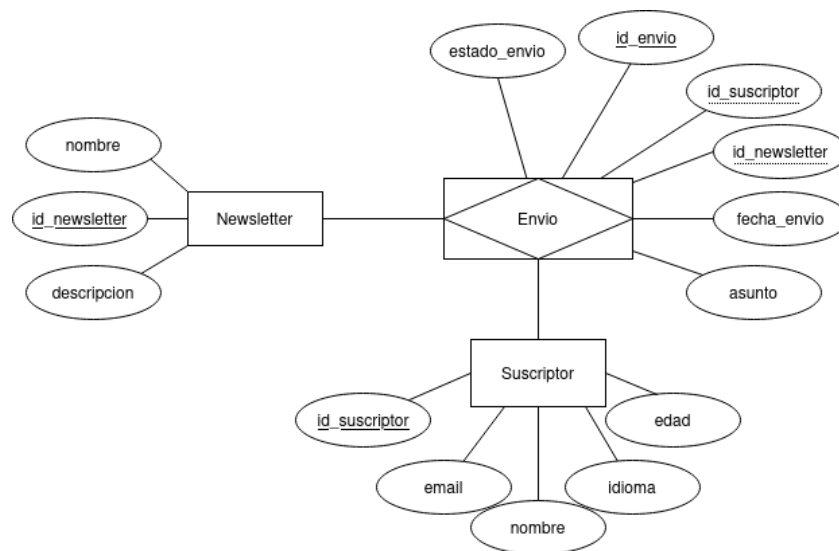 id_envio
estado_envio
id_suscriptor
nombre
id_newsletter
id_newsletter
Newsletter
Envio
fecha_envio
descripcion
asunto
Suscriptor
id_suscriptor
edad
email
idioma
nombre